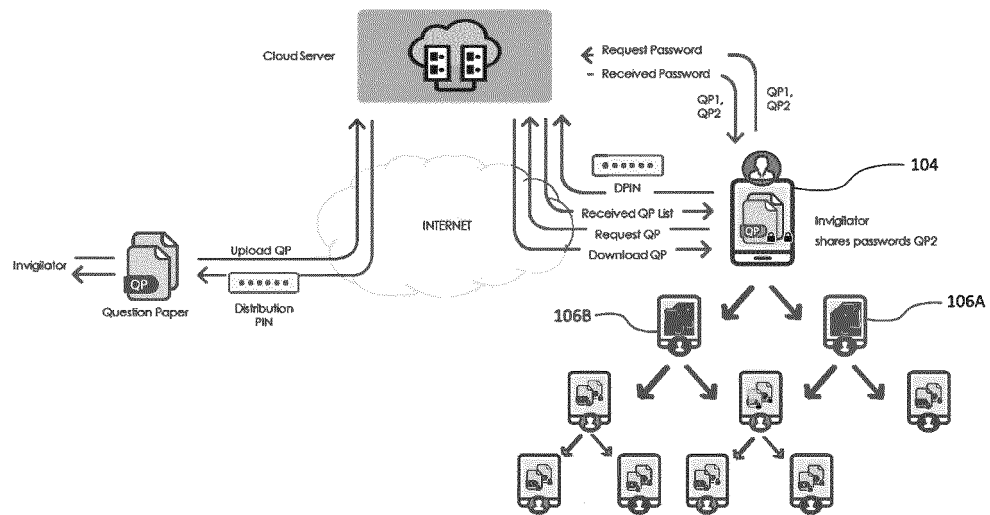 Cloud Server
Request Password
Received Password
QP1,
QP2
QP1,
QP2
104
DPIN
INTERNET
Received QP List
QP
Invigilator
shares passwords QP2
Request QP
Download QP
Upload QP
Invigilator
QP
Distribution
PIN
Question Paper
106B
106A